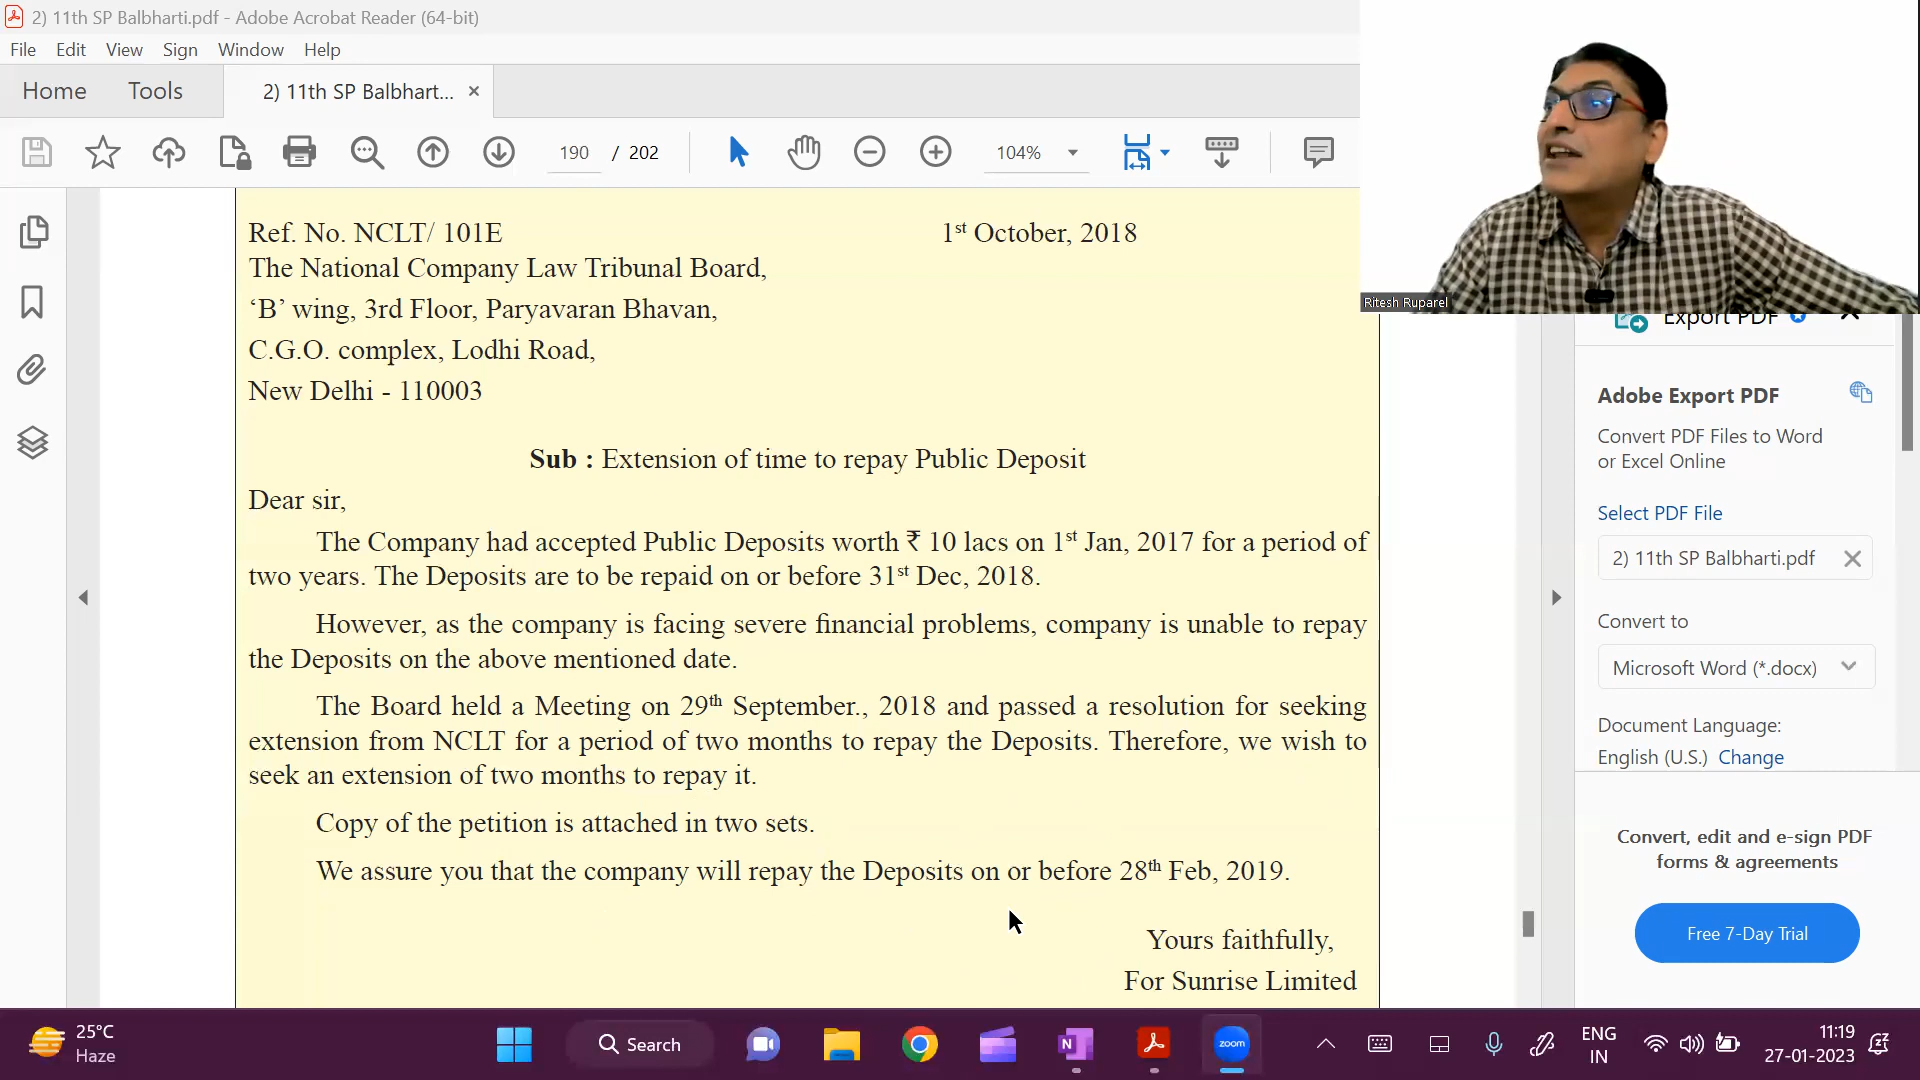 2) 11th SP Balbharti.pdf - Adobe Acrobat Reader (64-bit)
File Edit View Sign Window Help
Home Tools 2) 11th SP Balbhart... ×
190 / 202 104%
Ref. No. NCLT/ 101E 1st October, 2018
The National Company Law Tribunal Board,
‘B’ wing, 3rd Floor, Paryavaran Bhavan,
C.G.O. complex, Lodhi Road,
New Delhi - 110003
Sub : Extension of time to repay Public Deposit
Dear sir,
The Company had accepted Public Deposits worth ₹ 10 lacs on 1st Jan, 2017 for a period of
two years. The Deposits are to be repaid on or before 31st Dec, 2018.
However, as the company is facing severe financial problems, company is unable to repay
the Deposits on the above mentioned date.
The Board held a Meeting on 29th September., 2018 and passed a resolution for seeking
extension from NCLT for a period of two months to repay the Deposits. Therefore, we wish to
seek an extension of two months to repay it.
Copy of the petition is attached in two sets.
We assure you that the company will repay the Deposits on or before 28th Feb, 2019.
Yours faithfully,
For Sunrise Limited
Ritesh Ruparel
Export PDF
Adobe Export PDF
Convert PDF Files to Word
or Excel Online
Select PDF File
2) 11th SP Balbharti.pdf
Convert to
Microsoft Word (*.docx)
Document Language:
English (U.S.) Change
Convert, edit and e-sign PDF
forms & agreements
Free 7-Day Trial
25°C
Haze
Search
N
zoom
ENG
IN
11:19
27-01-2023